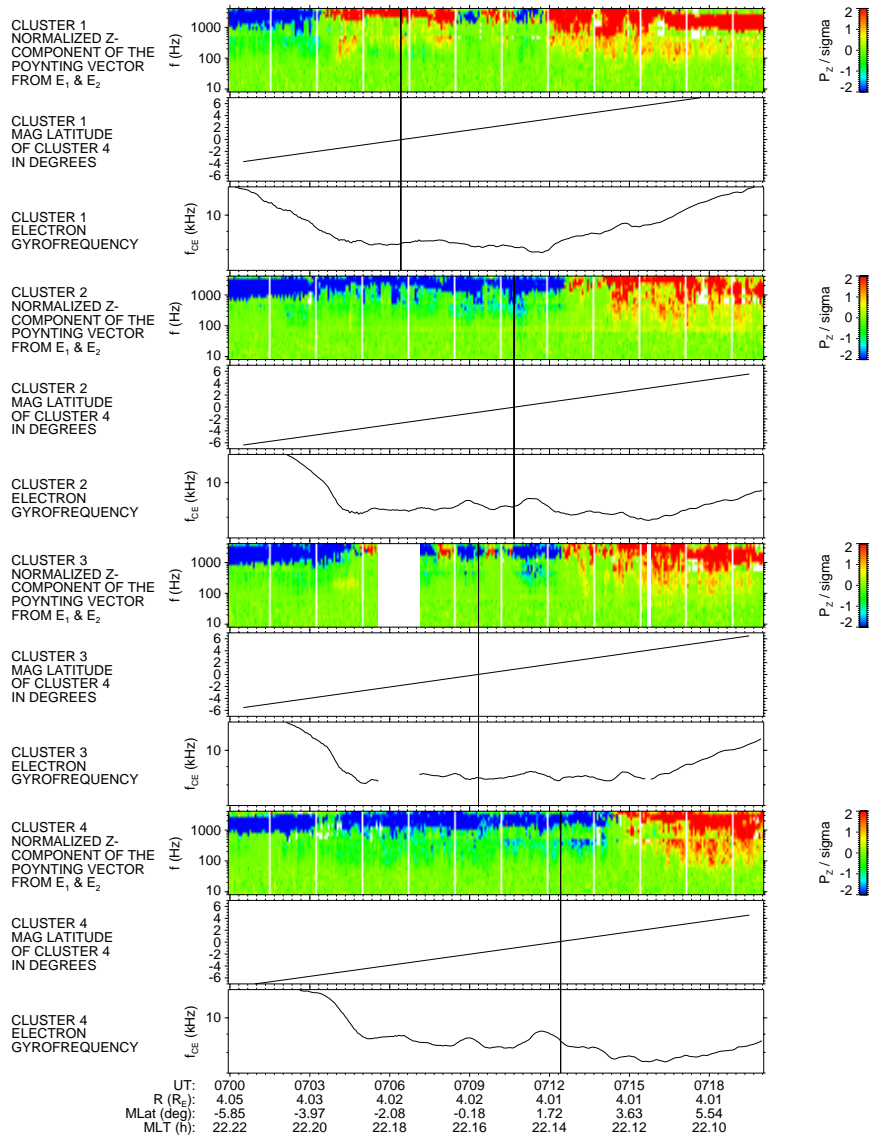 CLUSTER 1
NORMALIZED Z-
COMPONENT OF THE
POYNTING VECTOR
FROM E1 & E2
f (Hz)
1000
100
10
PZ / sigma
2
1
0
-1
-2
CLUSTER 1
MAG LATITUDE
OF CLUSTER 4
IN DEGREES
6
4
2
0
-2
-4
-6
CLUSTER 1
ELECTRON
GYROFREQUENCY
fCE (kHz)
10
CLUSTER 2
NORMALIZED Z-
COMPONENT OF THE
POYNTING VECTOR
FROM E1 & E2
f (Hz)
1000
100
10
PZ / sigma
2
1
0
-1
-2
CLUSTER 2
MAG LATITUDE
OF CLUSTER 4
IN DEGREES
6
4
2
0
-2
-4
-6
CLUSTER 2
ELECTRON
GYROFREQUENCY
fCE (kHz)
10
CLUSTER 3
NORMALIZED Z-
COMPONENT OF THE
POYNTING VECTOR
FROM E1 & E2
f (Hz)
1000
100
10
PZ / sigma
2
1
0
-1
-2
CLUSTER 3
MAG LATITUDE
OF CLUSTER 4
IN DEGREES
6
4
2
0
-2
-4
-6
CLUSTER 3
ELECTRON
GYROFREQUENCY
fCE (kHz)
10
CLUSTER 4
NORMALIZED Z-
COMPONENT OF THE
POYNTING VECTOR
FROM E1 & E2
f (Hz)
1000
100
10
PZ / sigma
2
1
0
-1
-2
CLUSTER 4
MAG LATITUDE
OF CLUSTER 4
IN DEGREES
6
4
2
0
-2
-4
-6
CLUSTER 4
ELECTRON
GYROFREQUENCY
fCE (kHz)
10
UT: 0700 0703 0706 0709 0712 0715 0718
R (RE): 4.05 4.03 4.02 4.02 4.01 4.01 4.01
MLat (deg): -5.85 -3.97 -2.08 -0.18 1.72 3.63 5.54
MLT (h): 22.22 22.20 22.18 22.16 22.14 22.12 22.10